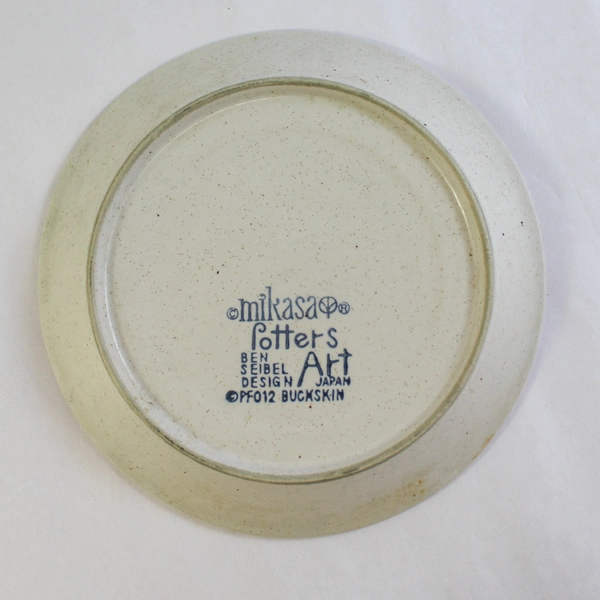 ©mikasa®
Potters
Art
BEN
SEIBEL
DESIGN
JAPAN
©PF012 BUCKSKIN